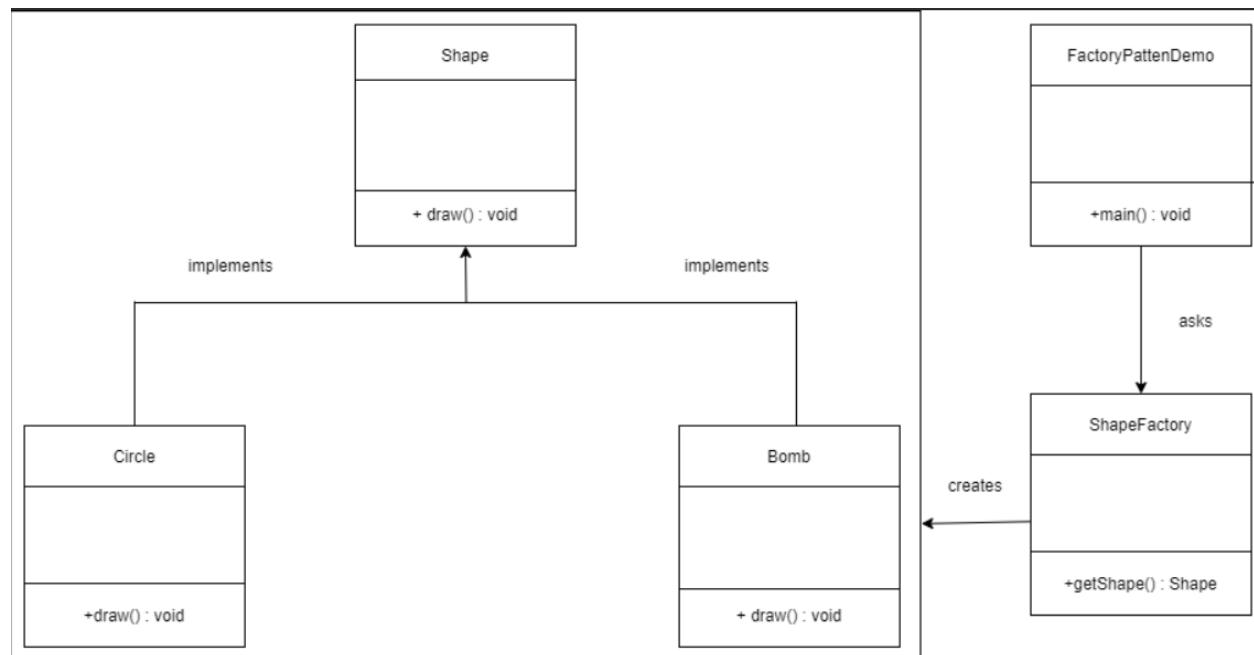 Shape
+ draw() : void
FactoryPattenDemo
+main() : void
implements
implements
asks
Circle
+draw() : void
Bomb
+ draw() : void
creates
ShapeFactory
+getShape() : Shape